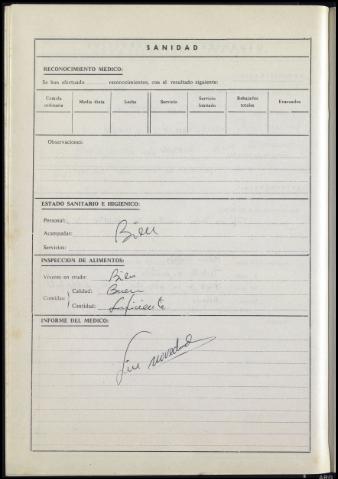 SANIDAD
RECONOCIMIENTO MEDICO:
Se han efectuado ........ reconocimientos, con el resultado siguiente:
Comida ordinaria Media dieta Leche Servicio Servicio limitado Rebajados totales Evacuados
Observaciones:
ESTADO SANITARIO E HIGIENICO:
Personal:
Acampadas: Bien
Servicios:
INSPECCION DE ALIMENTOS:
Víveres en crudo: Bien
Comidas: Calidad: Buena
Cantidad: Suficiente
INFORME DEL MEDICO:
Sin novedad